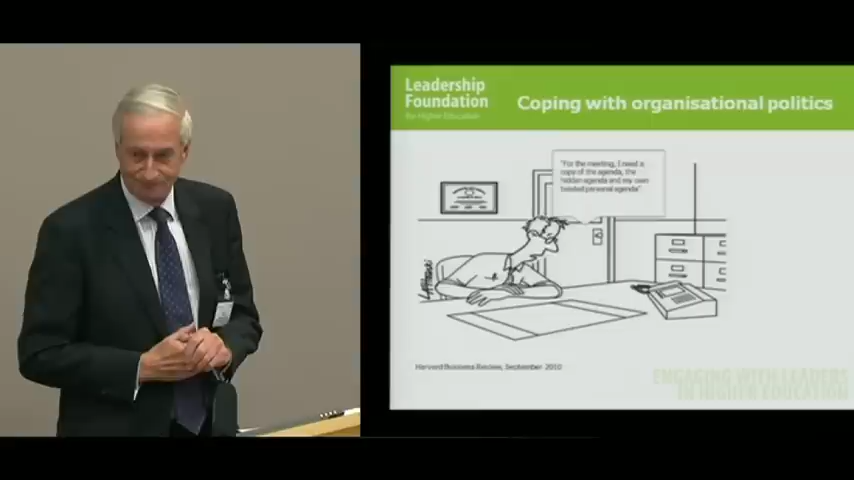 Leadership
Foundation
for Higher Education
Coping with organisational politics
"For the meeting, I need a
copy of the agenda, the
hidden agenda and my own
twisted personal agenda"
Harvard Business Review, September 2010
ENGAGING WITH LEADERS
IN HIGHER EDUCATION